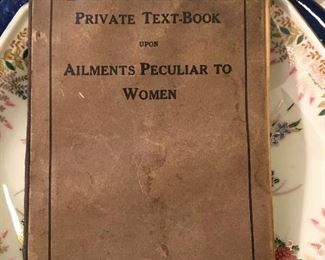 Private Text-Book
upon
Ailments Peculiar to
Women